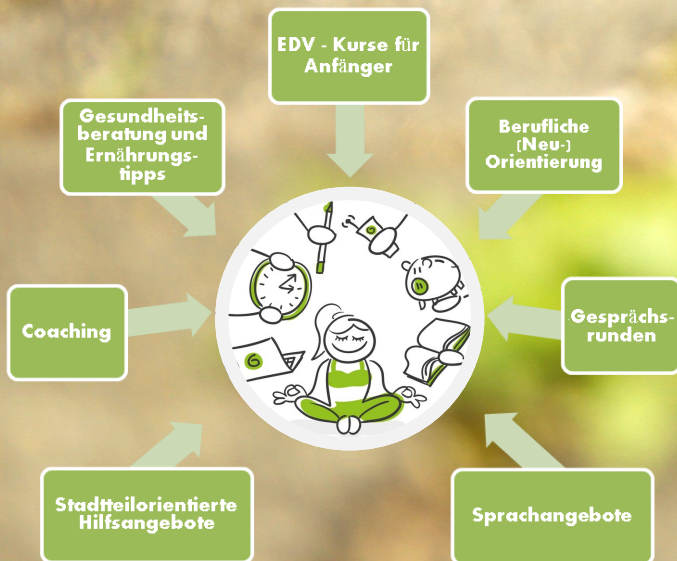 EDV - Kurse für
Anfänger
Gesundheits-
beratung und
Ernährungs-
tipps
Berufliche
(Neu-)
Orientierung
Coaching
Gesprächs-
runden
Stadtteilorientierte
Hilfsangebote
Sprachangebote